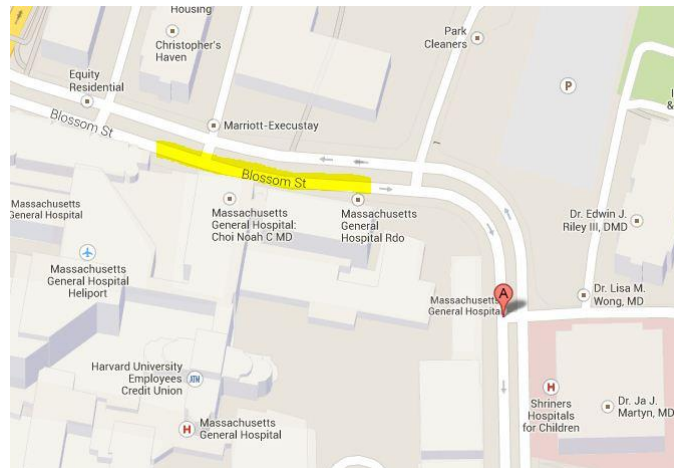 Housing
Christopher's
Haven
Park
Cleaners
Equity
Residential
P
Blossom St
Marriott-Execustay
Blossom St
Massachusetts
General Hospital
Massachusetts
General Hospital:
Choi Noah C MD
Massachusetts
General
Hospital Rdo
Dr. Edwin J.
Riley III, DMD
Massachusetts
General Hospital
Heliport
Dr. Lisa M.
Wong, MD
A
Massachusetts
General Hospital
Harvard University
Employees
Credit Union
ATM
H
Shriners
Hospitals
for Children
Dr. Ja J.
Martyn, MD
H
Massachusetts
General Hospital